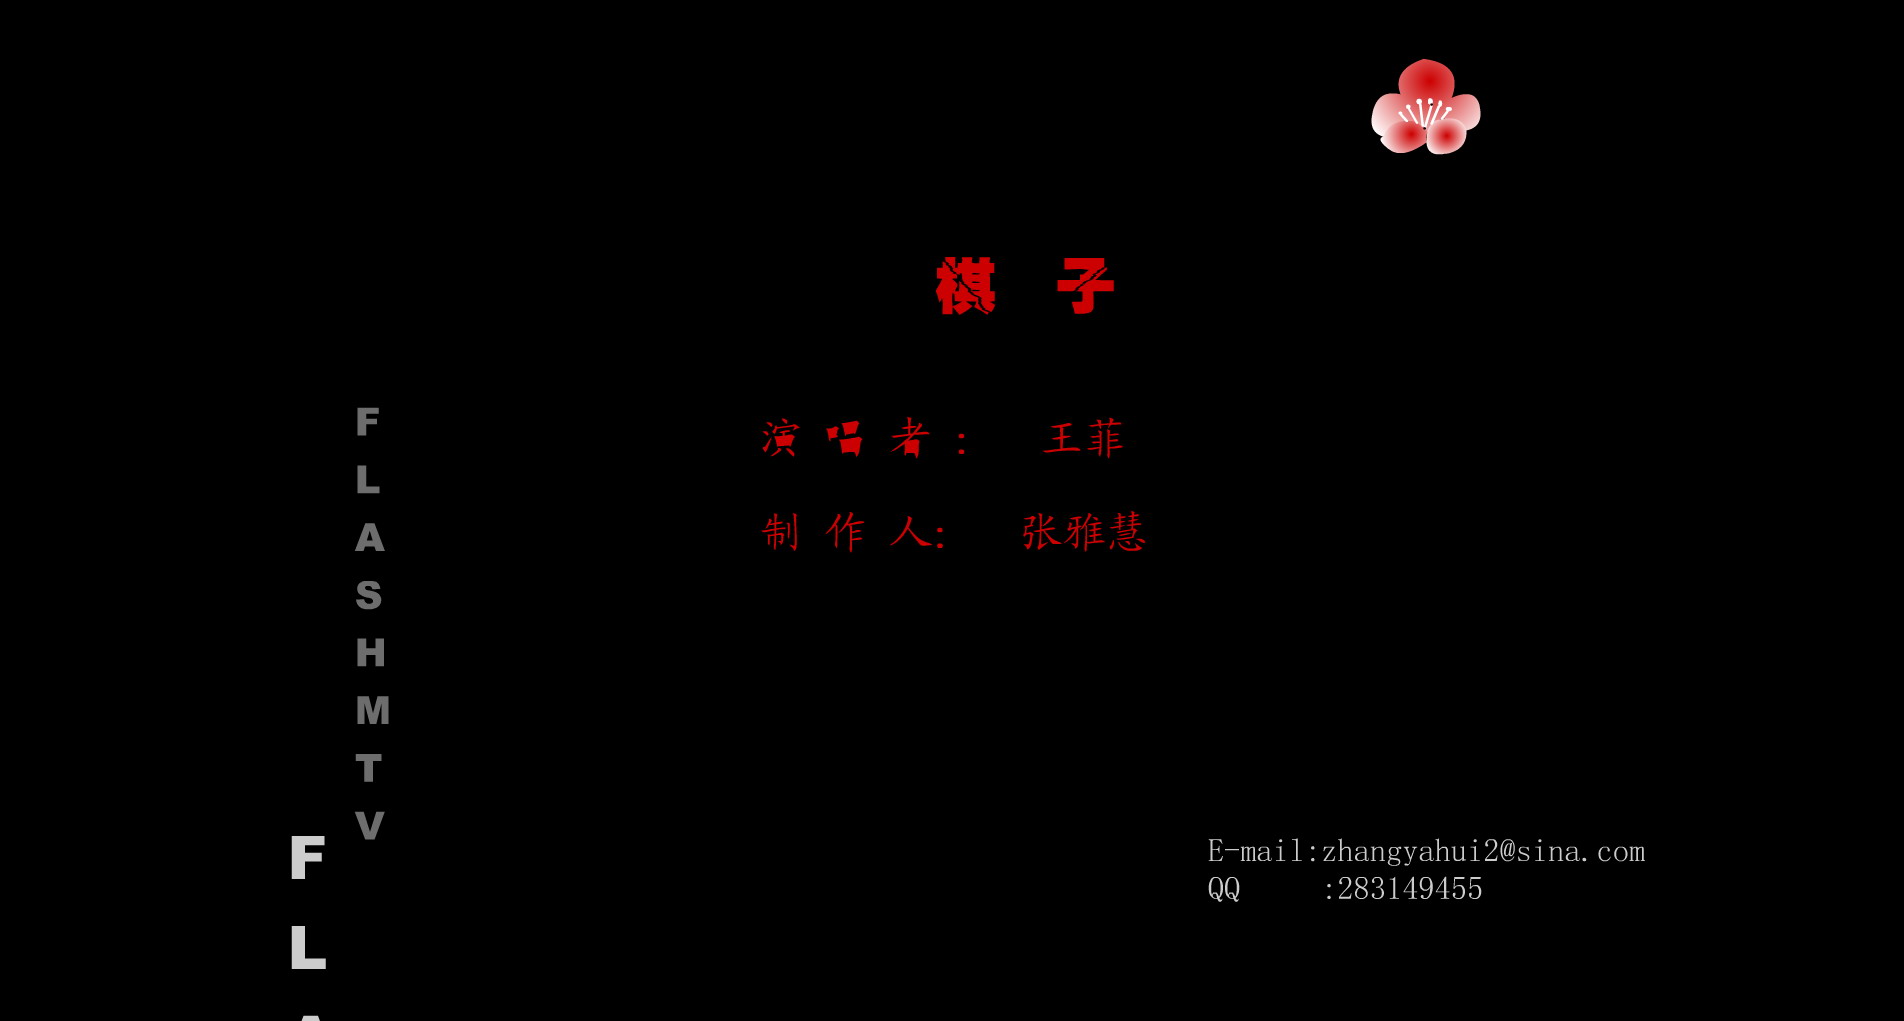 棋 子
演 唱 者 : 王菲
制 作 人: 张雅慧
F
L
A
S
H
M
T
V
F
L
E-mail:zhangyahui2@sina.com
QQ :283149455